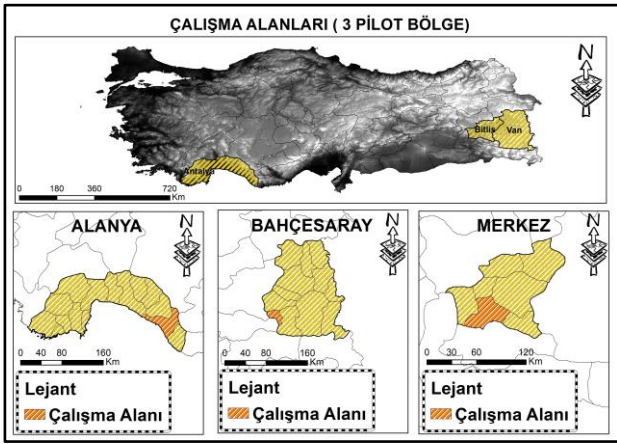 ÇALIŞMA ALANLARI ( 3 PİLOT BÖLGE)
N
Bitlis
Van
Antalya
0 180 360 720
Km
ALANYA
N
0 40 80 160
Km
Lejant
Çalışma Alanı
BAHÇESARAY
N
0 40 80 160
Km
Lejant
Çalışma Alanı
MERKEZ
N
0 30 60 120
Km
Lejant
Çalışma Alanı